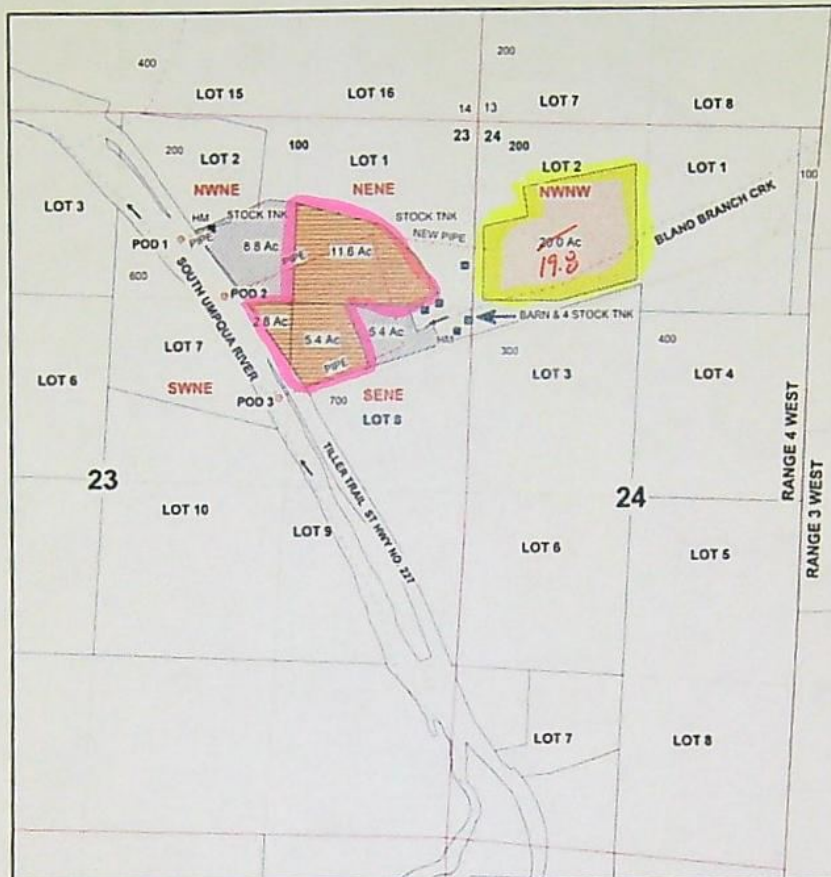 400
200
LOT 15
LOT 16
LOT 7
LOT 8
14 13
23 24
200
100
200
LOT 2
LOT 1
LOT 2
LOT 1
100
NWNE
NENE
NWNW
LOT 3
HM
STOCK TNK
STOCK TNK
BLAND BRANCH CRK
POD 1
PIPE
8.8 Ac
PIPE
11.6 Ac
NEW PIPE
20.0 Ac
19.8
600
POD 2
2.8 Ac
5.4 Ac
5.4 Ac
BARN & 4 STOCK TNK
HM
SOUTH UMPQUA RIVER
LOT 7
PIPE
300
400
LOT 6
SWNE
SENE
LOT 3
LOT 4
POD 3
700
LOT 8
RANGE 4 WEST
RANGE 3 WEST
23
24
TILLER TRAIL ST HWY NO. 227
LOT 10
LOT 9
LOT 6
LOT 5
LOT 7
LOT 8